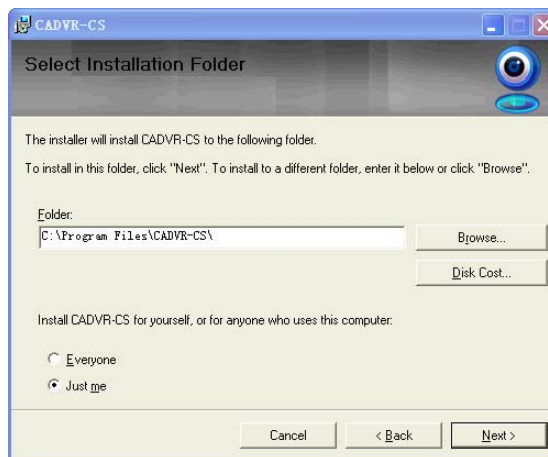 CADVR-CS
Select Installation Folder
The installer will install CADVR-CS to the following folder.
To install in this folder, click "Next". To install to a different folder, enter it below or click "Browse".
Folder:
C:\Program Files\CADVR-CS\
Browse...
Disk Cost...
Install CADVR-CS for yourself, or for anyone who uses this computer:
Everyone
Just me
Cancel
< Back
Next >